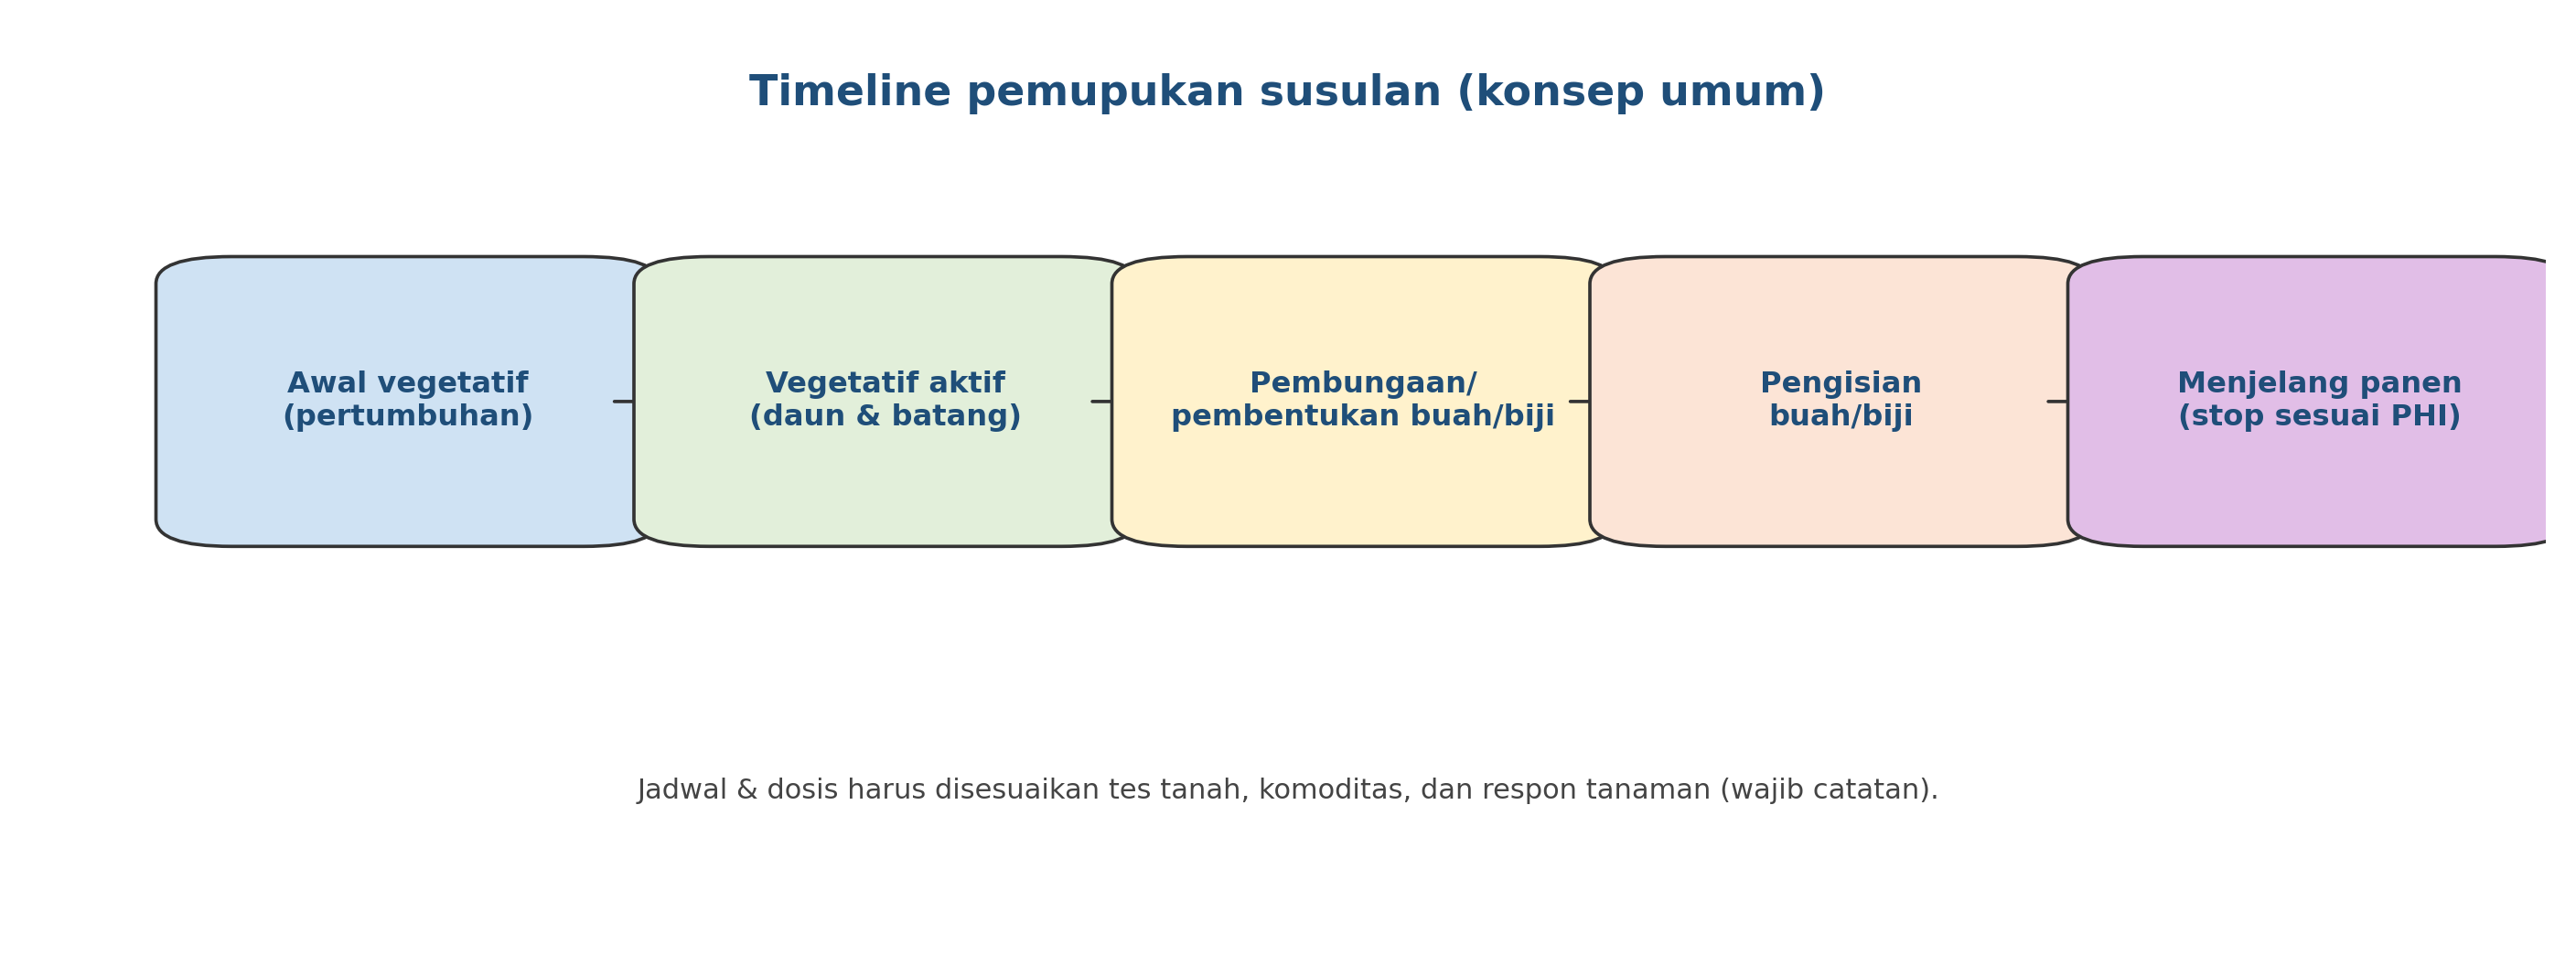 Timeline pemupukan susulan (konsep umum)
Awal vegetatif
(pertumbuhan)
Vegetatif aktif
(daun & batang)
Pembungaan/
pembentukan buah/biji
Pengisian
buah/biji
Menjelang panen
(stop sesuai PHI)
Jadwal & dosis harus disesuaikan tes tanah, komoditas, dan respon tanaman (wajib catatan).